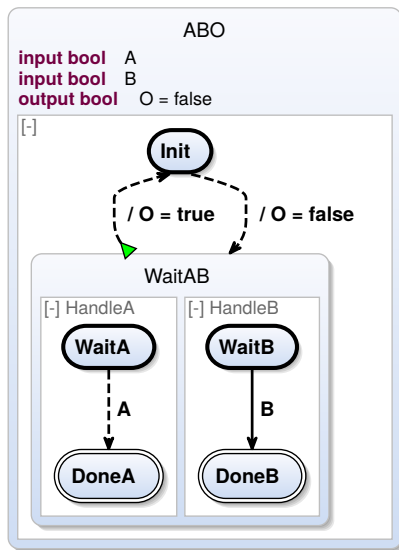 ABO
input bool A
input bool B
output bool O = false
[-]
Init
/ O = true
/ O = false
WaitAB
[-] HandleA
[-] HandleB
WaitA
WaitB
A
B
DoneA
DoneB